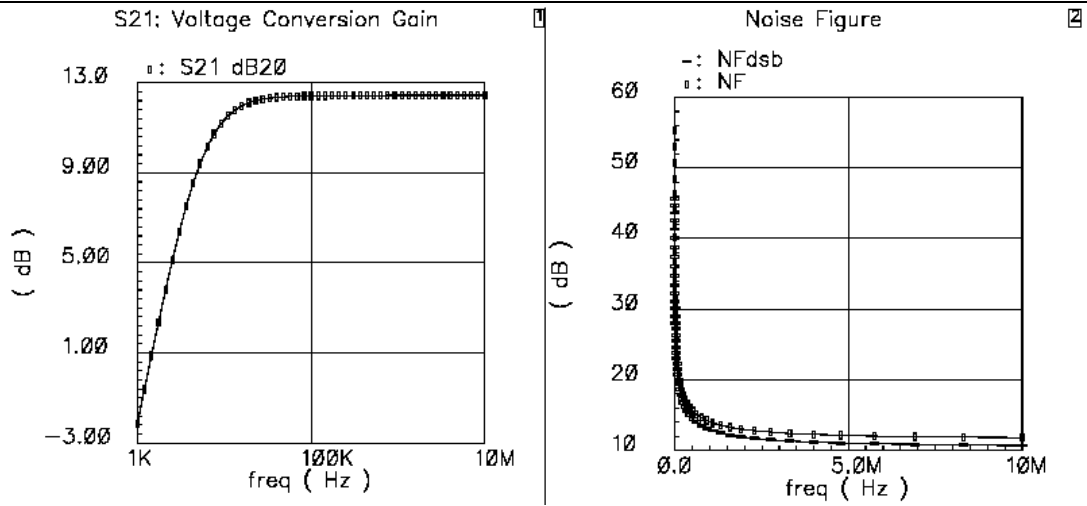 S21: Voltage Conversion Gain
1
▯: S21 dB20
13.0
9.00
5.00
1.00
-3.00
( dB )
1K
100K
10M
freq ( Hz )
Noise Figure
2
-: NFdsb
▯: NF
60
50
40
30
20
10
( dB )
0.0
5.0M
10M
freq ( Hz )